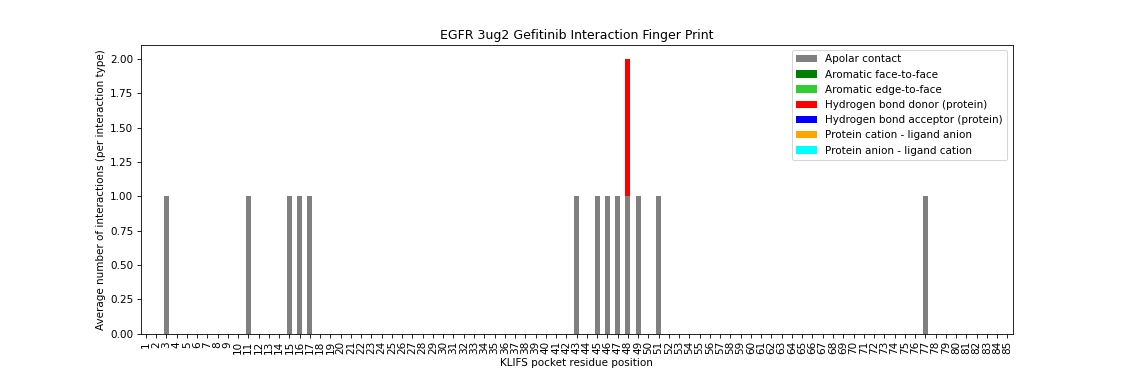 EGFR 3ug2 Gefitinib Interaction Finger Print
Average number of interactions (per interaction type)
2.00
1.75
1.50
1.25
1.00
0.75
0.50
0.25
0.00
Apolar contact
Aromatic face-to-face
Aromatic edge-to-face
Hydrogen bond donor (protein)
Hydrogen bond acceptor (protein)
Protein cation - ligand anion
Protein anion - ligand cation
1 2 3 4 5 6 7 8 9 10 11 12 13 14 15 16 17 18 19 20 21 22 23 24 25 26 27 28 29 30 31 32 33 34 35 36 37 38 39 40 41 42 43 44 45 46 47 48 49 50 51 52 53 54 55 56 57 58 59 60 61 62 63 64 65 66 67 68 69 70 71 72 73 74 75 76 77 78 79 80 81 82 83 84 85
KLIFS pocket residue position